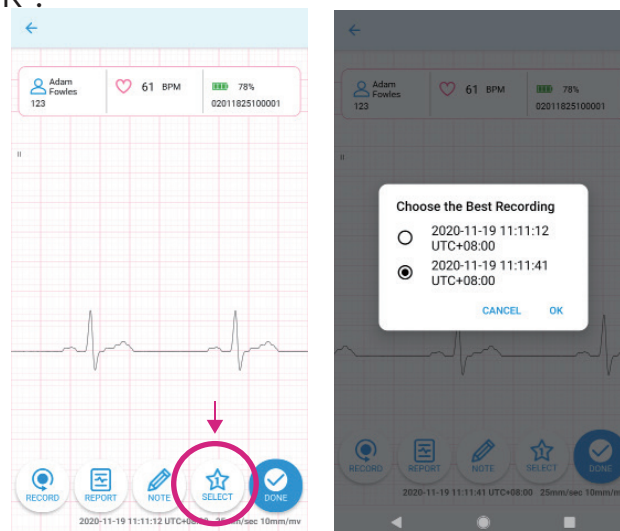 Adam
Fowles
123
61 BPM
78%
02011825100001
II
RECORD
REPORT
NOTE
SELECT
DONE
2020-11-19 11:11:12 UTC+08:00 25mm/sec 10mm/mv
Adam
Fowles
123
61 BPM
78%
02011825100001
II
Choose the Best Recording
2020-11-19 11:11:12
UTC+08:00
2020-11-19 11:11:41
UTC+08:00
CANCEL OK
RECORD
REPORT
NOTE
SELECT
DONE
2020-11-19 11:11:41 UTC+08:00 25mm/sec